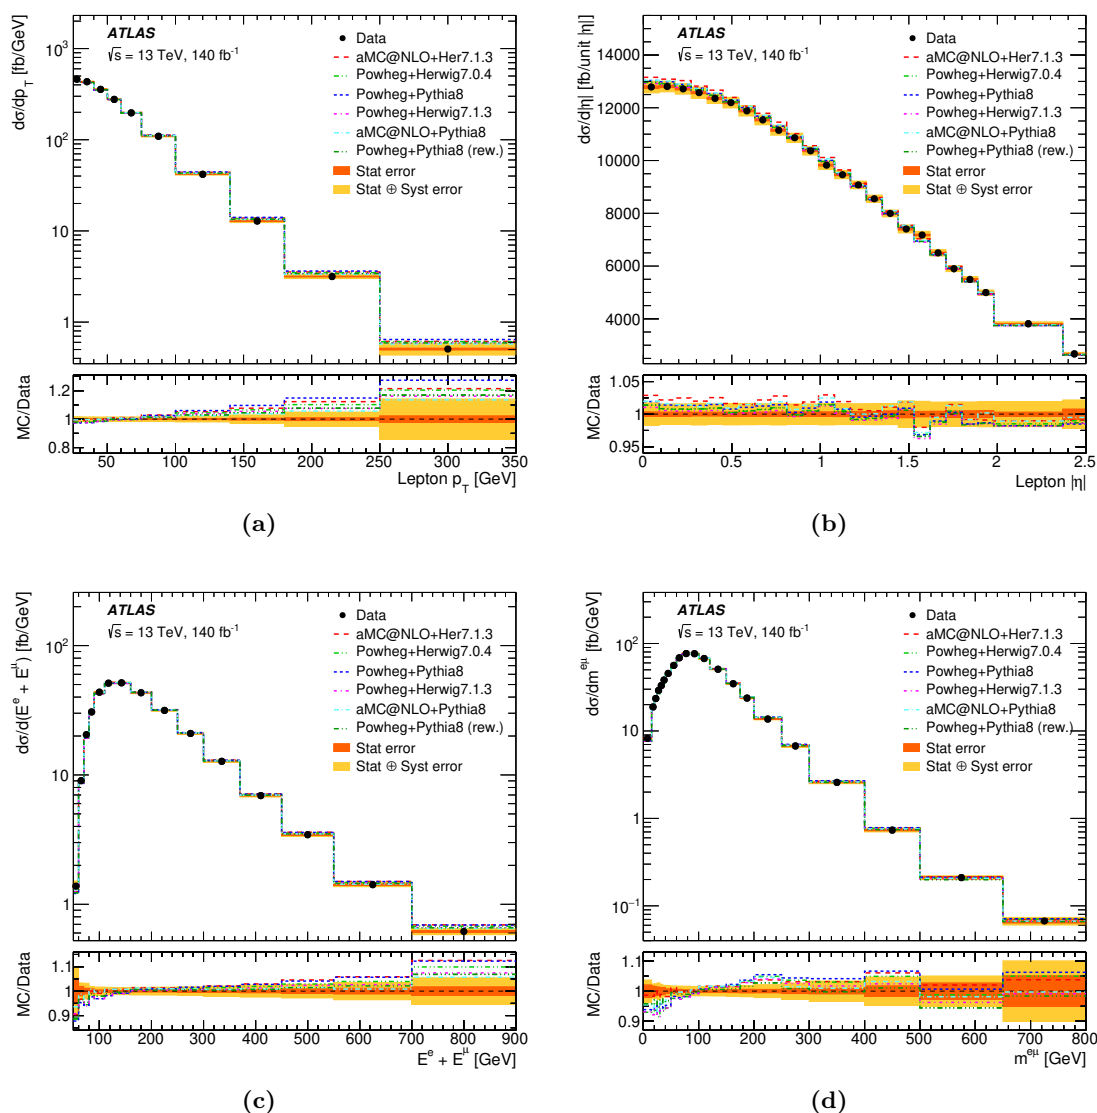 ATLAS
√s = 13 TeV, 140 fb⁻¹
Data
aMC@NLO+Her7.1.3
Powheg+Herwig7.0.4
Powheg+Pythia8
Powheg+Herwig7.1.3
aMC@NLO+Pythia8
Powheg+Pythia8 (rew.)
Stat error
Stat ⊕ Syst error
dσ/dp_T [fb/GeV]
10³
10²
10
1
MC/Data
1.2
1.0
0.8
50 100 150 200 250 300 350
Lepton p_T [GeV]
(a)
ATLAS
√s = 13 TeV, 140 fb⁻¹
Data
aMC@NLO+Her7.1.3
Powheg+Herwig7.0.4
Powheg+Pythia8
Powheg+Herwig7.1.3
aMC@NLO+Pythia8
Powheg+Pythia8 (rew.)
Stat error
Stat ⊕ Syst error
dσ/d|η| [fb/unit |η|]
14000
12000
10000
8000
6000
4000
MC/Data
1.05
1
0.95
0 0.5 1 1.5 2 2.5
Lepton |η|
(b)
ATLAS
√s = 13 TeV, 140 fb⁻¹
Data
aMC@NLO+Her7.1.3
Powheg+Herwig7.0.4
Powheg+Pythia8
Powheg+Herwig7.1.3
aMC@NLO+Pythia8
Powheg+Pythia8 (rew.)
Stat error
Stat ⊕ Syst error
dσ/d(Eᵉ + E^μ) [fb/GeV]
10²
10
1
MC/Data
1.1
1
0.9
100 200 300 400 500 600 700 800 900
Eᵉ + E^μ [GeV]
(c)
ATLAS
√s = 13 TeV, 140 fb⁻¹
Data
aMC@NLO+Her7.1.3
Powheg+Herwig7.0.4
Powheg+Pythia8
Powheg+Herwig7.1.3
aMC@NLO+Pythia8
Powheg+Pythia8 (rew.)
Stat error
Stat ⊕ Syst error
dσ/dm^eμ [fb/GeV]
10²
10
1
10⁻¹
MC/Data
1.1
1
0.9
0 100 200 300 400 500 600 700 800
m^eμ [GeV]
(d)